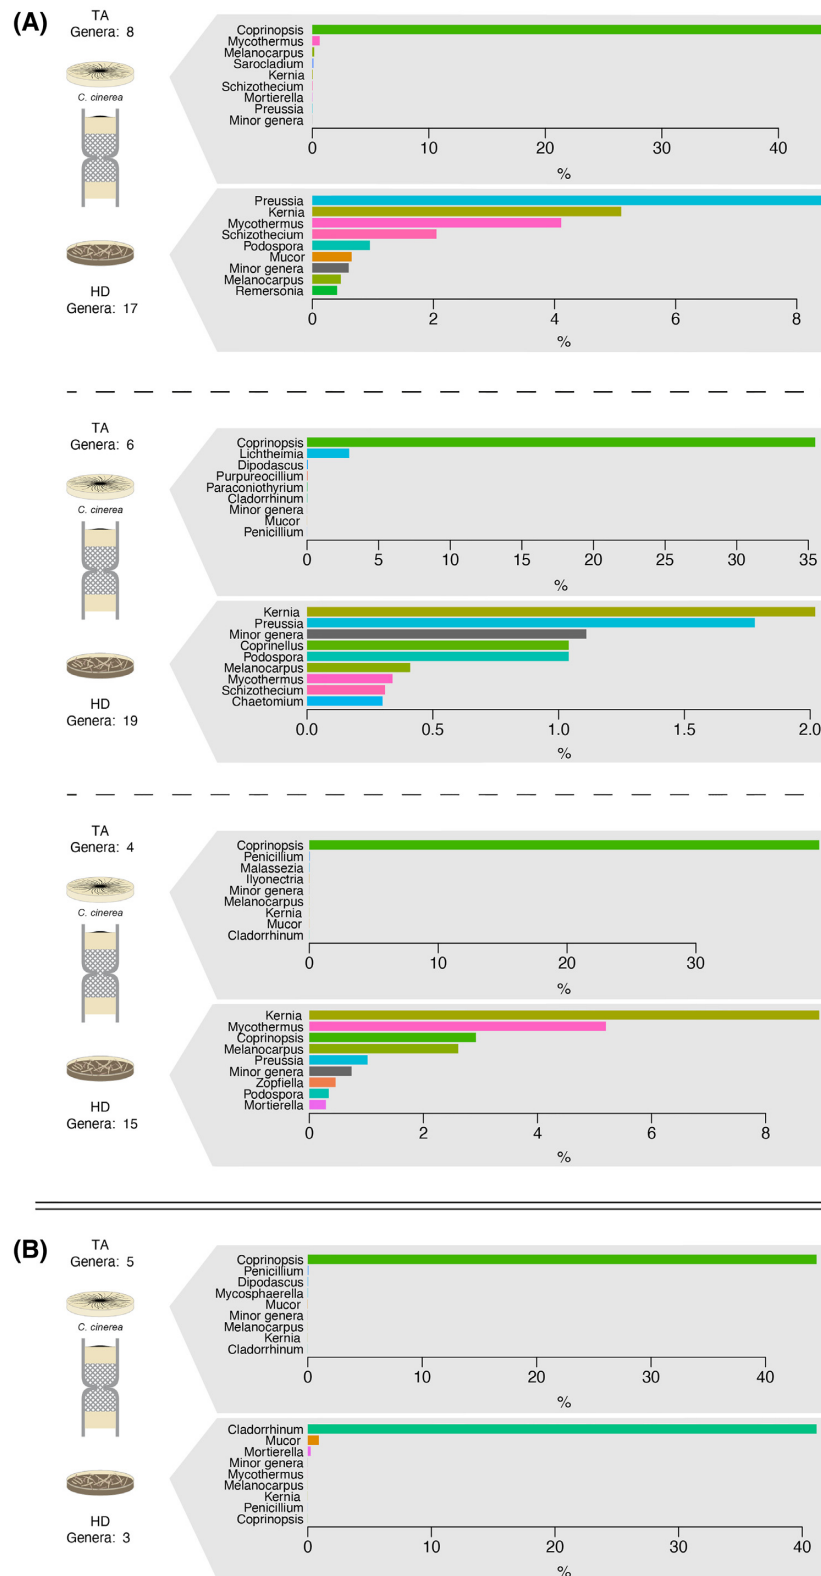 (A)
TA
Genera: 8
C. cinerea
HD
Genera: 17
Coprinopsis
Mycothermus
Melanocarpus
Sarocladium
Kernia
Schizothecium
Mortierella
Preussia
Minor genera
0 10 20 30 40
%
Preussia
Kernia
Mycothermus
Schizothecium
Podospora
Mucor
Minor genera
Melanocarpus
Remersonia
0 2 4 6 8
%
TA
Genera: 6
C. cinerea
HD
Genera: 19
Coprinopsis
Lichtheimia
Dipodascus
Purpureocillium
Paraconiothyrium
Cladorrhinum
Minor genera
Mucor
Penicillium
0 5 10 15 20 25 30 35
%
Kernia
Preussia
Minor genera
Coprinellus
Podospora
Melanocarpus
Mycothermus
Schizothecium
Chaetomium
0.0 0.5 1.0 1.5 2.0
%
TA
Genera: 4
C. cinerea
HD
Genera: 15
Coprinopsis
Penicillium
Malassezia
Ilyonectria
Minor genera
Melanocarpus
Kernia
Mucor
Cladorrhinum
0 10 20 30
%
Kernia
Mycothermus
Coprinopsis
Melanocarpus
Preussia
Minor genera
Zopfiella
Podospora
Mortierella
0 2 4 6 8
%
(B)
TA
Genera: 5
C. cinerea
HD
Genera: 3
Coprinopsis
Penicillium
Dipodascus
Mycosphaerella
Mucor
Minor genera
Melanocarpus
Kernia
Cladorrhinum
0 10 20 30 40
%
Cladorrhinum
Mucor
Mortierella
Minor genera
Mycothermus
Melanocarpus
Kernia
Penicillium
Coprinopsis
0 10 20 30 40
%